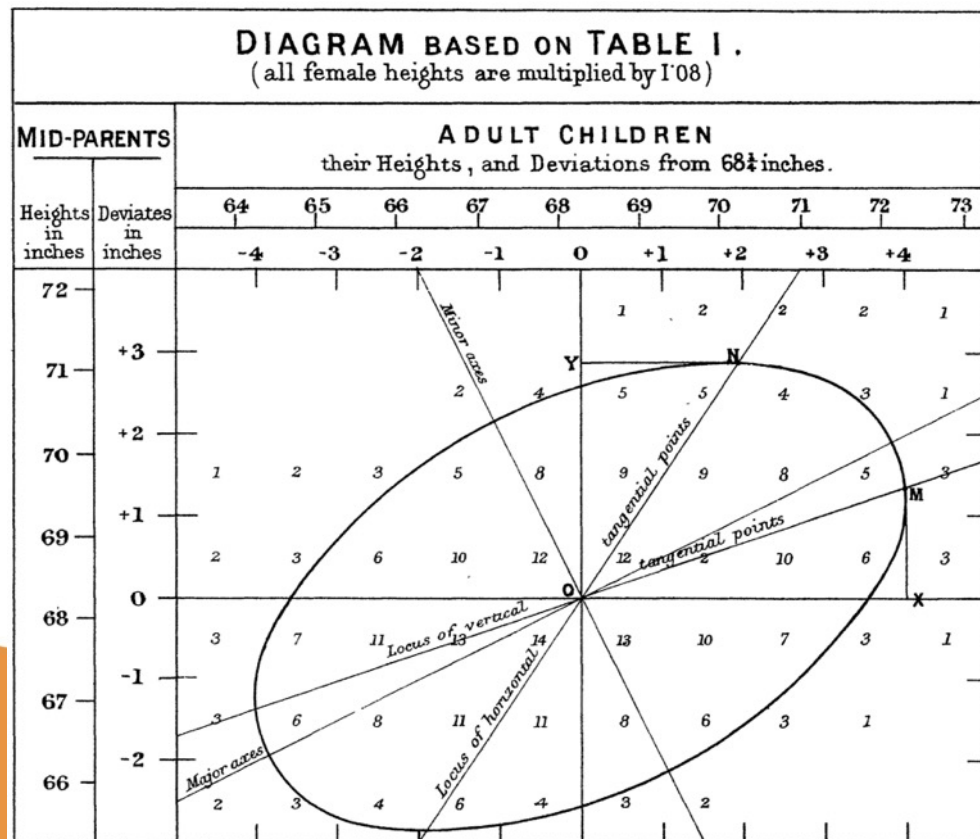 DIAGRAM BASED ON TABLE I.
(all female heights are multiplied by 1·08)
MID-PARENTS
ADULT CHILDREN
their Heights, and Deviations from 68¼ inches.
Heights in inches
Deviates in inches
64 65 66 67 68 69 70 71 72 73
-4 -3 -2 -1 0 +1 +2 +3 +4
72
Minor axes
1 2 2 2 1
+3
Y N
71
2 4 5 5 4 3 1
+2
tangential points
70
1 2 3 5 8 9 9 8 5 3
M
+1
69
tangential points
2 3 6 10 12 12 2 10 6 3
0 O X
68
Locus of vertical
3 7 11 13 14 13 10 7 3 1
-1
Locus of horizontal
67
3 6 8 11 11 8 6 3 1
-2
Major axes
66
2 3 4 6 4 3 2